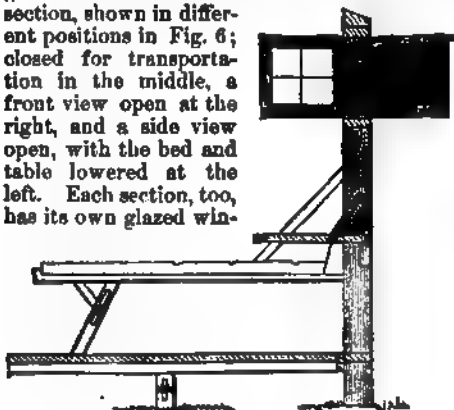 section, shown in differ-
ent positions in Fig. 6;
closed for transporta-
tion in the middle, a
front view open at the
right, and a side view
open, with the bed and
table lowered at the
left. Each section, too,
has its own glazed win-